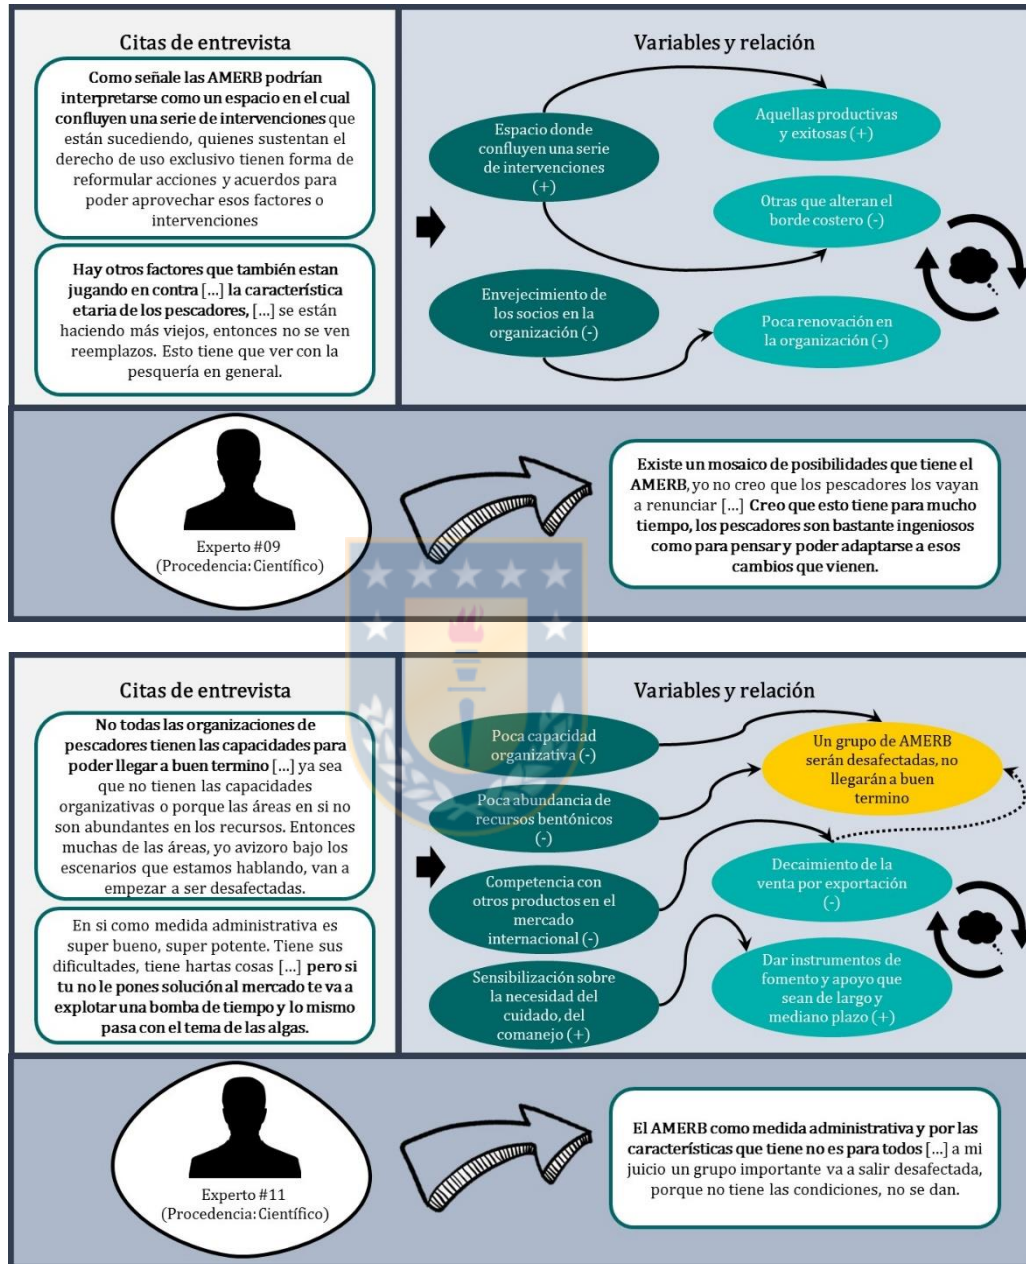 Citas de entrevista
Como señale las AMERB podrían
interpretarse como un espacio en el cual
confluyen una serie de intervenciones que
están sucediendo, quienes sustentan el
derecho de uso exclusivo tienen forma de
reformular acciones y acuerdos para
poder aprovechar esos factores o
intervenciones
Hay otros factores que también estan
jugando en contra [...] la característica
etaria de los pescadores, [...] se están
haciendo más viejos, entonces no se ven
reemplazos. Esto tiene que ver con la
pesquería en general.
Variables y relación
Espacio donde
confluyen una serie
de intervenciones
(+)
Aquellas productivas
y exitosas (+)
Otras que alteran el
borde costero (-)
Envejecimiento de
los socios en la
organización (-)
Poca renovación en
la organización (-)
Experto #09
(Procedencia: Científico)
Existe un mosaico de posibilidades que tiene el
AMERB, yo no creo que los pescadores los vayan
a renunciar [...] Creo que esto tiene para mucho
tiempo, los pescadores son bastante ingeniosos
como para pensar y poder adaptarse a esos
cambios que vienen.
Citas de entrevista
No todas las organizaciones de
pescadores tienen las capacidades para
poder llegar a buen termino [...] ya sea
que no tienen las capacidades
organizativas o porque las áreas en si no
son abundantes en los recursos. Entonces
muchas de las áreas, yo avizoro bajo los
escenarios que estamos hablando, van a
empezar a ser desafectadas.
En si como medida administrativa es
super bueno, super potente. Tiene sus
dificultades, tiene hartas cosas [...] pero si
tu no le pones solución al mercado te va a
explotar una bomba de tiempo y lo mismo
pasa con el tema de las algas.
Variables y relación
Poca capacidad
organizativa (-)
Un grupo de AMERB
serán desafectadas, no
llegarán a buen
termino
Poca abundancia de
recursos bentónicos
(-)
Competencia con
otros productos en el
mercado
internacional (-)
Decaimiento de la
venta por exportación
(-)
Sensibilización sobre
la necesidad del
cuidado, del
comanejo (+)
Dar instrumentos de
fomento y apoyo que
sean de largo y
mediano plazo (+)
Experto #11
(Procedencia: Científico)
El AMERB como medida administrativa y por las
características que tiene no es para todos [...] a mi
juicio un grupo importante va a salir desafectada,
porque no tiene las condiciones, no se dan.